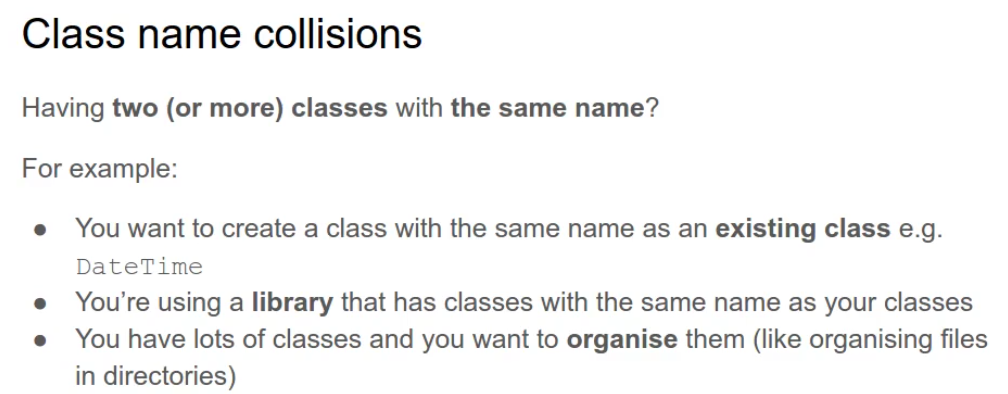 Class name collisions
Having two (or more) classes with the same name?
For example:
● You want to create a class with the same name as an existing class e.g.
DateTime
● You’re using a library that has classes with the same name as your classes
● You have lots of classes and you want to organise them (like organising files
in directories)